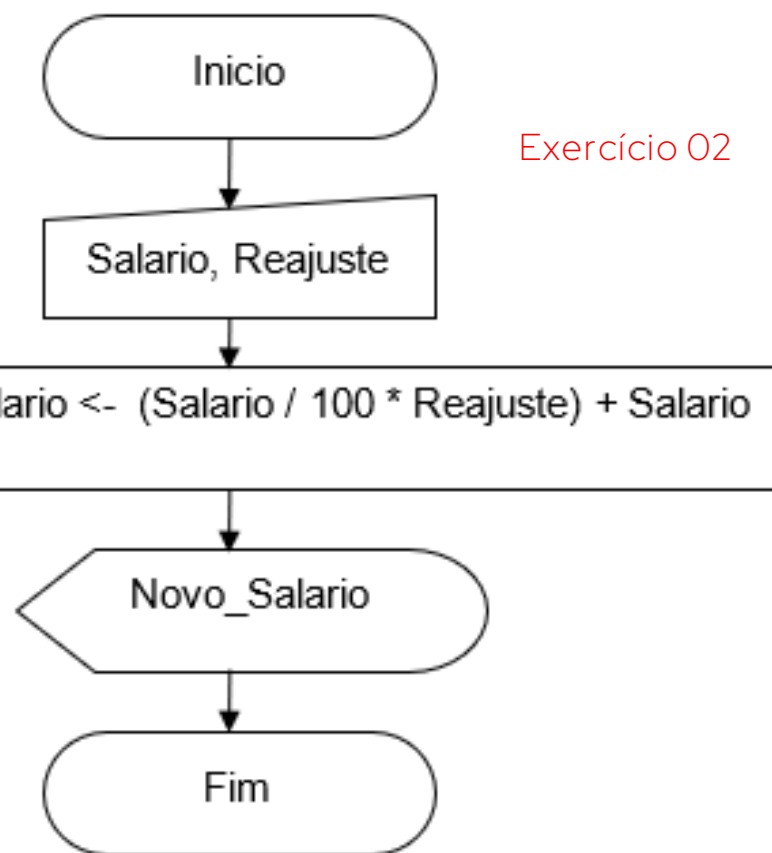 Inicio
Exercício 02
Salario, Reajuste
lario <- (Salario / 100 * Reajuste) + Salario
Novo_Salario
Fim